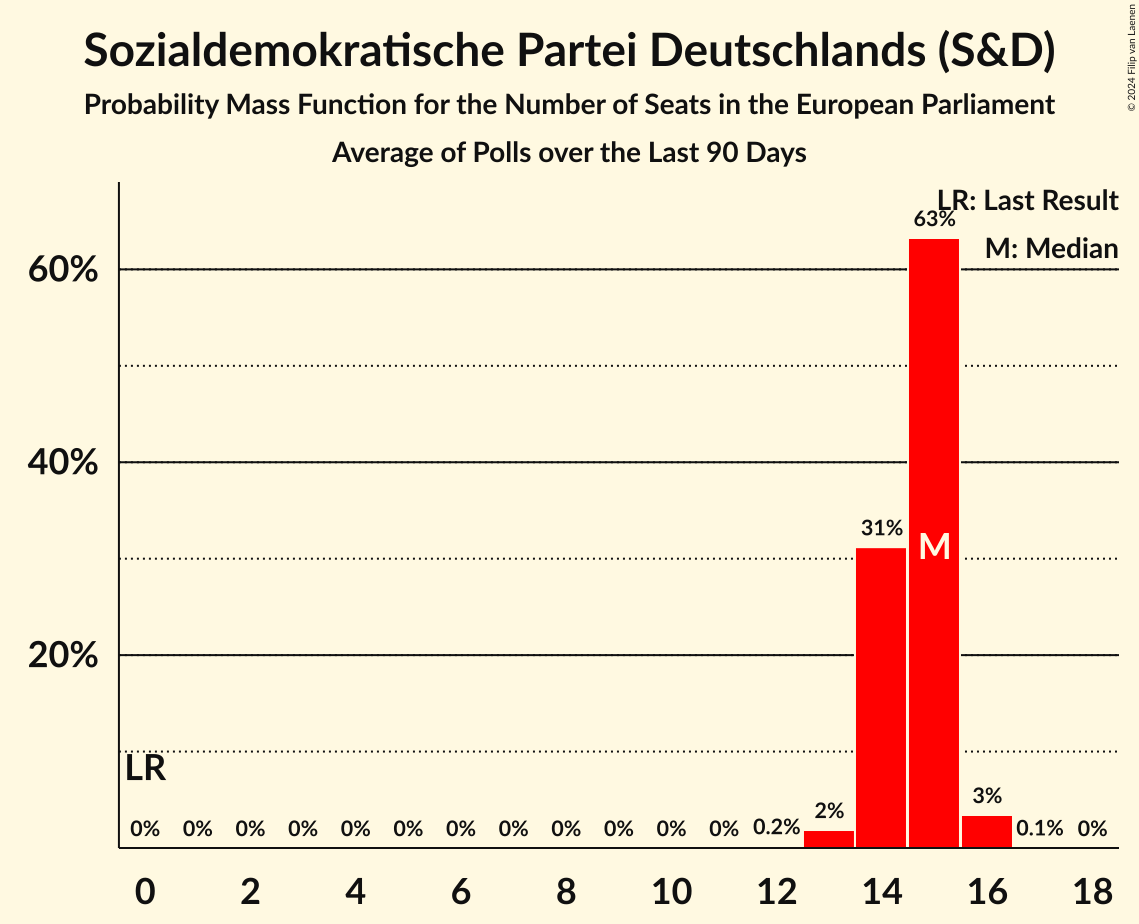 Sozialdemokratische Partei Deutschlands (S&D)
Probability Mass Function for the Number of Seats in the European Parliament
Average of Polls over the Last 90 Days
© 2024 Filip van Laenen
LR: Last Result
M: Median
60%
40%
20%
63%
31%
M
LR
0% 0% 0% 0% 0% 0% 0% 0% 0% 0% 0% 0% 0.2% 2% 3% 0.1% 0%
0 2 4 6 8 10 12 14 16 18